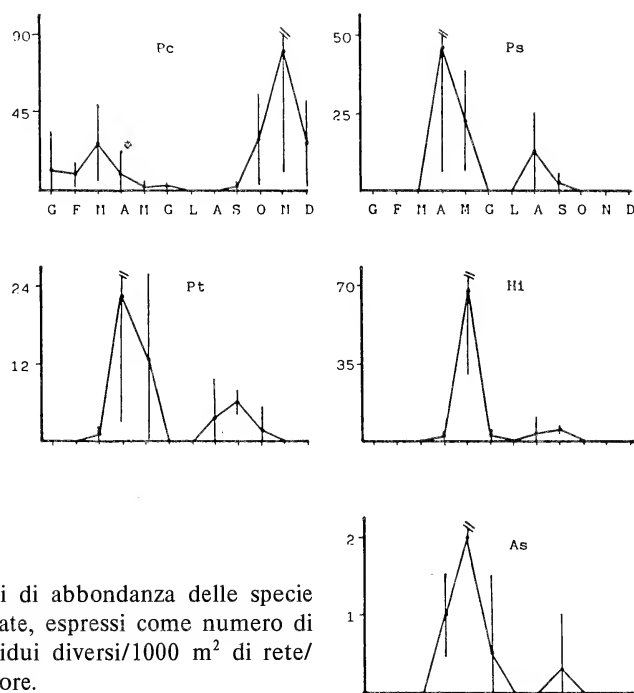 90
Pc
45
G F M A M G L A S O N D
50
Ps
25
G F M A M G L A S O N D
24
Pt
12
70
Hi
35
2
As
1
i di abbondanza delle specie
ate, espressi come numero di
idui diversi/1000 m² di rete/
ore.